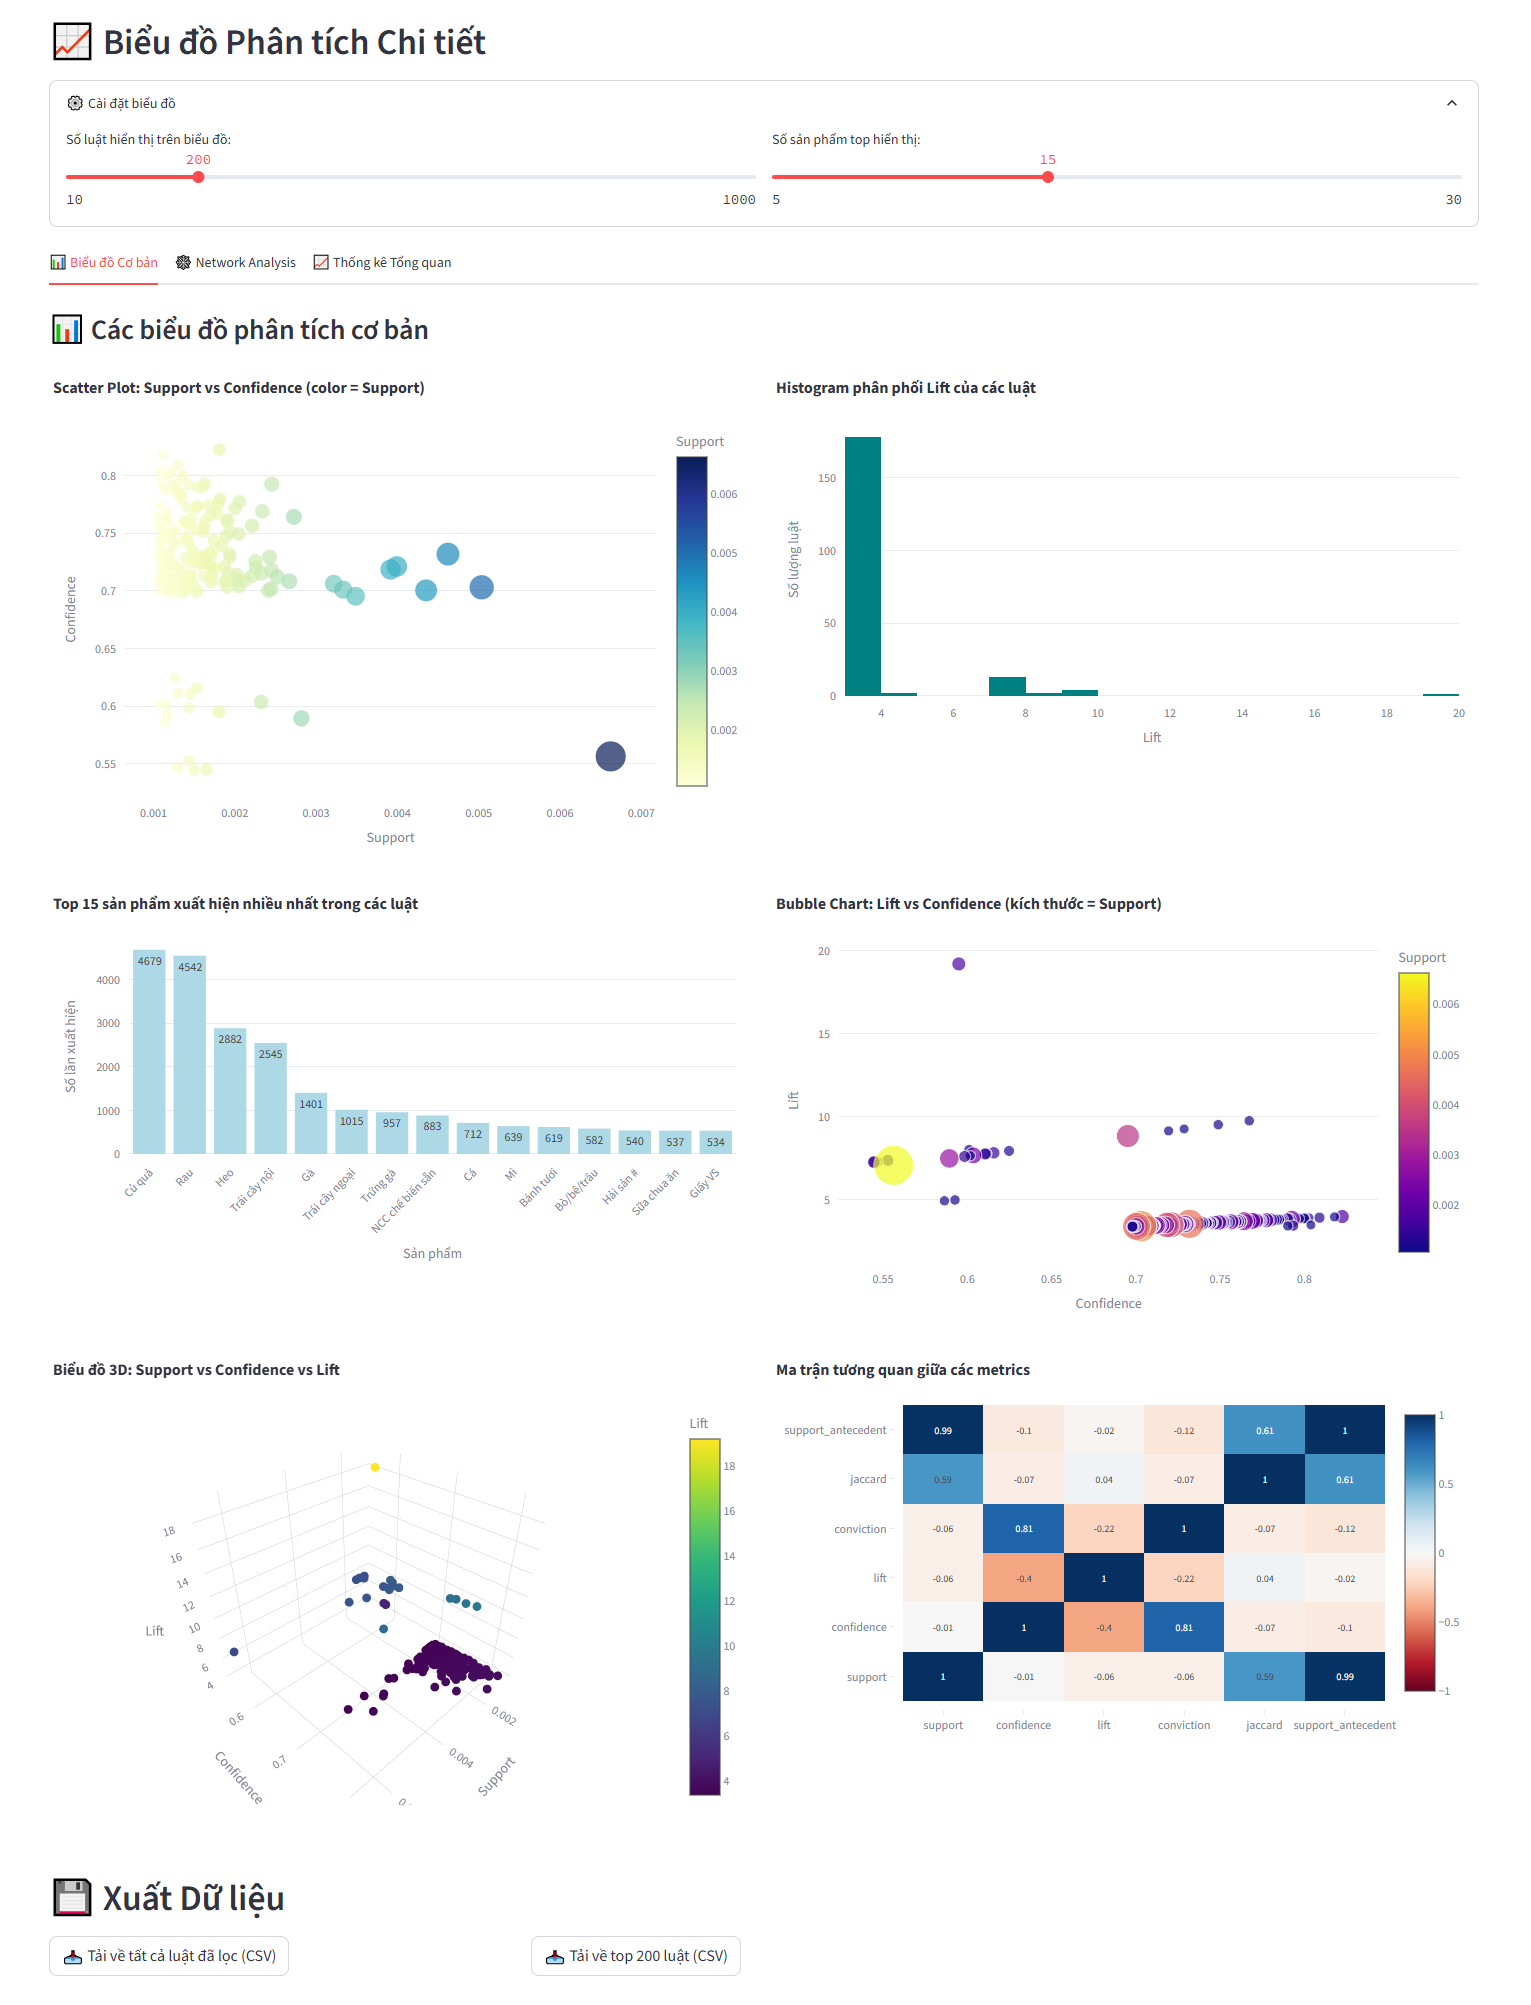 Biểu đồ Phân tích Chi tiết
Cài đặt biểu đồ
Số luật hiển thị trên biểu đồ:
200
10 1000
Số sản phẩm top hiển thị:
15
5 30
Biểu đồ Cơ bản Network Analysis Thống kê Tổng quan
Các biểu đồ phân tích cơ bản
Scatter Plot: Support vs Confidence (color = Support)
Support
0.8
0.75
0.7
0.65
0.6
0.55
Confidence
0.001 0.002 0.003 0.004 0.005 0.006 0.007
Support
0.006
0.005
0.004
0.003
0.002
Histogram phân phối Lift của các luật
150
100
50
0
Số lượng luật
4 6 8 10 12 14 16 18 20
Lift
Top 15 sản phẩm xuất hiện nhiều nhất trong các luật
4000
3000
2000
1000
0
Số lần xuất hiện
4679 4542 2882 2545 1401 1015 957 883 712 639 619 582 540 537 534
Củ quả Rau Heo Trái cây nội Gà Trái cây ngoại Trứng gà NCC chế biến sẵn Cá Mì Bánh tươi Bò/bê/trâu Hải sản # Sữa chua ăn Giấy VS
Sản phẩm
Bubble Chart: Lift vs Confidence (kích thước = Support)
Support
20
15
10
5
Lift
0.55 0.6 0.65 0.7 0.75 0.8
Confidence
0.006
0.005
0.004
0.003
0.002
Biểu đồ 3D: Support vs Confidence vs Lift
Lift
18
16
14
12
10
8
6
4
Lift
0.6
0.7
Confidence
0.002
0.004
Support
18
16
14
12
10
8
6
4
Ma trận tương quan giữa các metrics
support_antecedent 0.99 -0.1 -0.02 -0.12 0.61 1
jaccard 0.59 -0.07 0.04 -0.07 1 0.61
conviction -0.06 0.81 -0.22 1 -0.07 -0.12
lift -0.06 -0.4 1 -0.22 0.04 -0.02
confidence -0.01 1 -0.4 0.81 -0.07 -0.1
support 1 -0.01 -0.06 -0.06 0.59 0.99
support confidence lift conviction jaccard support_antecedent
1
0.5
0
−0.5
−1
Xuất Dữ liệu
Tải về tất cả luật đã lọc (CSV)
Tải về top 200 luật (CSV)